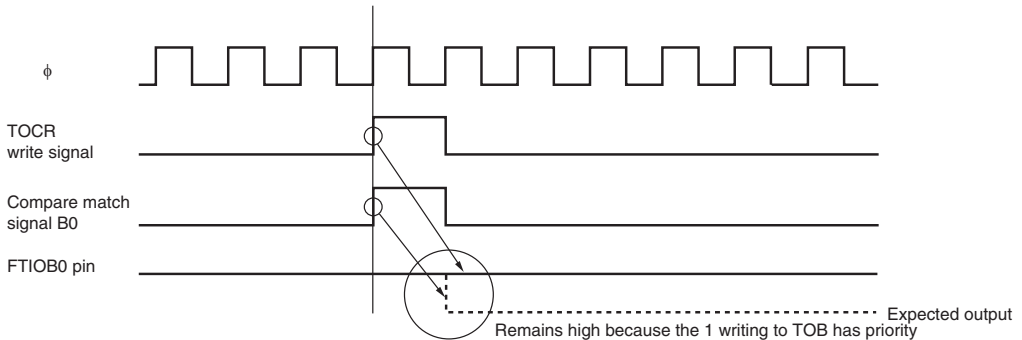 ϕ
TOCR
write signal
Compare match
signal B0
FTIOB0 pin
Expected output
Remains high because the 1 writing to TOB has priority